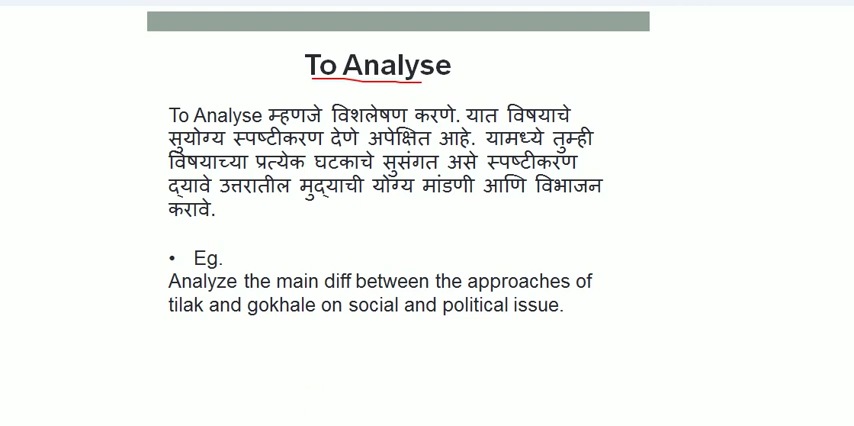 To Analyse
To Analyse म्हणजे विशलेषण करणे. यात विषयाचे
सुयोग्य स्पष्टीकरण देणे अपेक्षित आहे. यामध्ये तुम्ही
विषयाच्या प्रत्येक घटकाचे सुसंगत असे स्पष्टीकरण
द्यावे उत्तरातील मुद्याची योग्य मांडणी आणि विभाजन
करावे.
• Eg.
Analyze the main diff between the approaches of
tilak and gokhale on social and political issue.